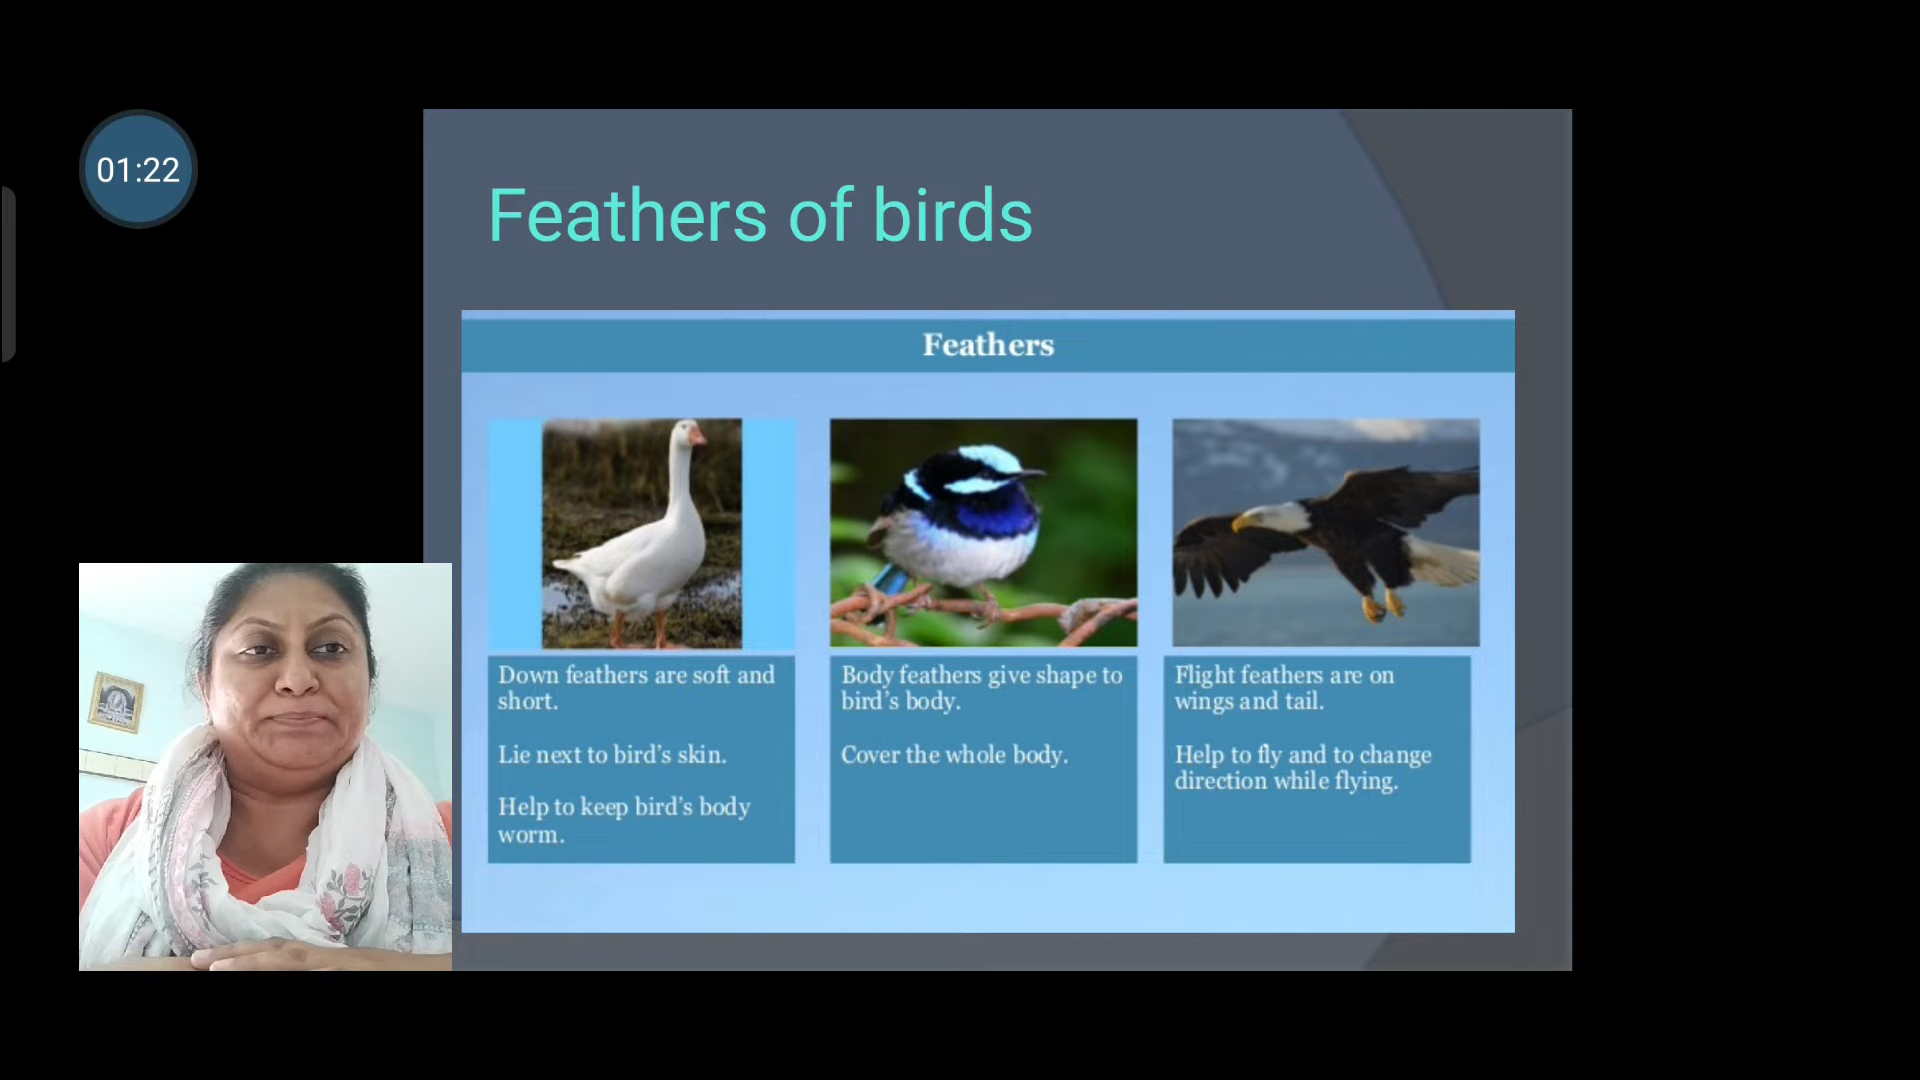 01:22
Feathers of birds
Feathers
Down feathers are soft and
short.
Lie next to bird's skin.
Help to keep bird's body
worm.
Body feathers give shape to
bird's body.
Cover the whole body.
Flight feathers are on
wings and tail.
Help to fly and to change
direction while flying.